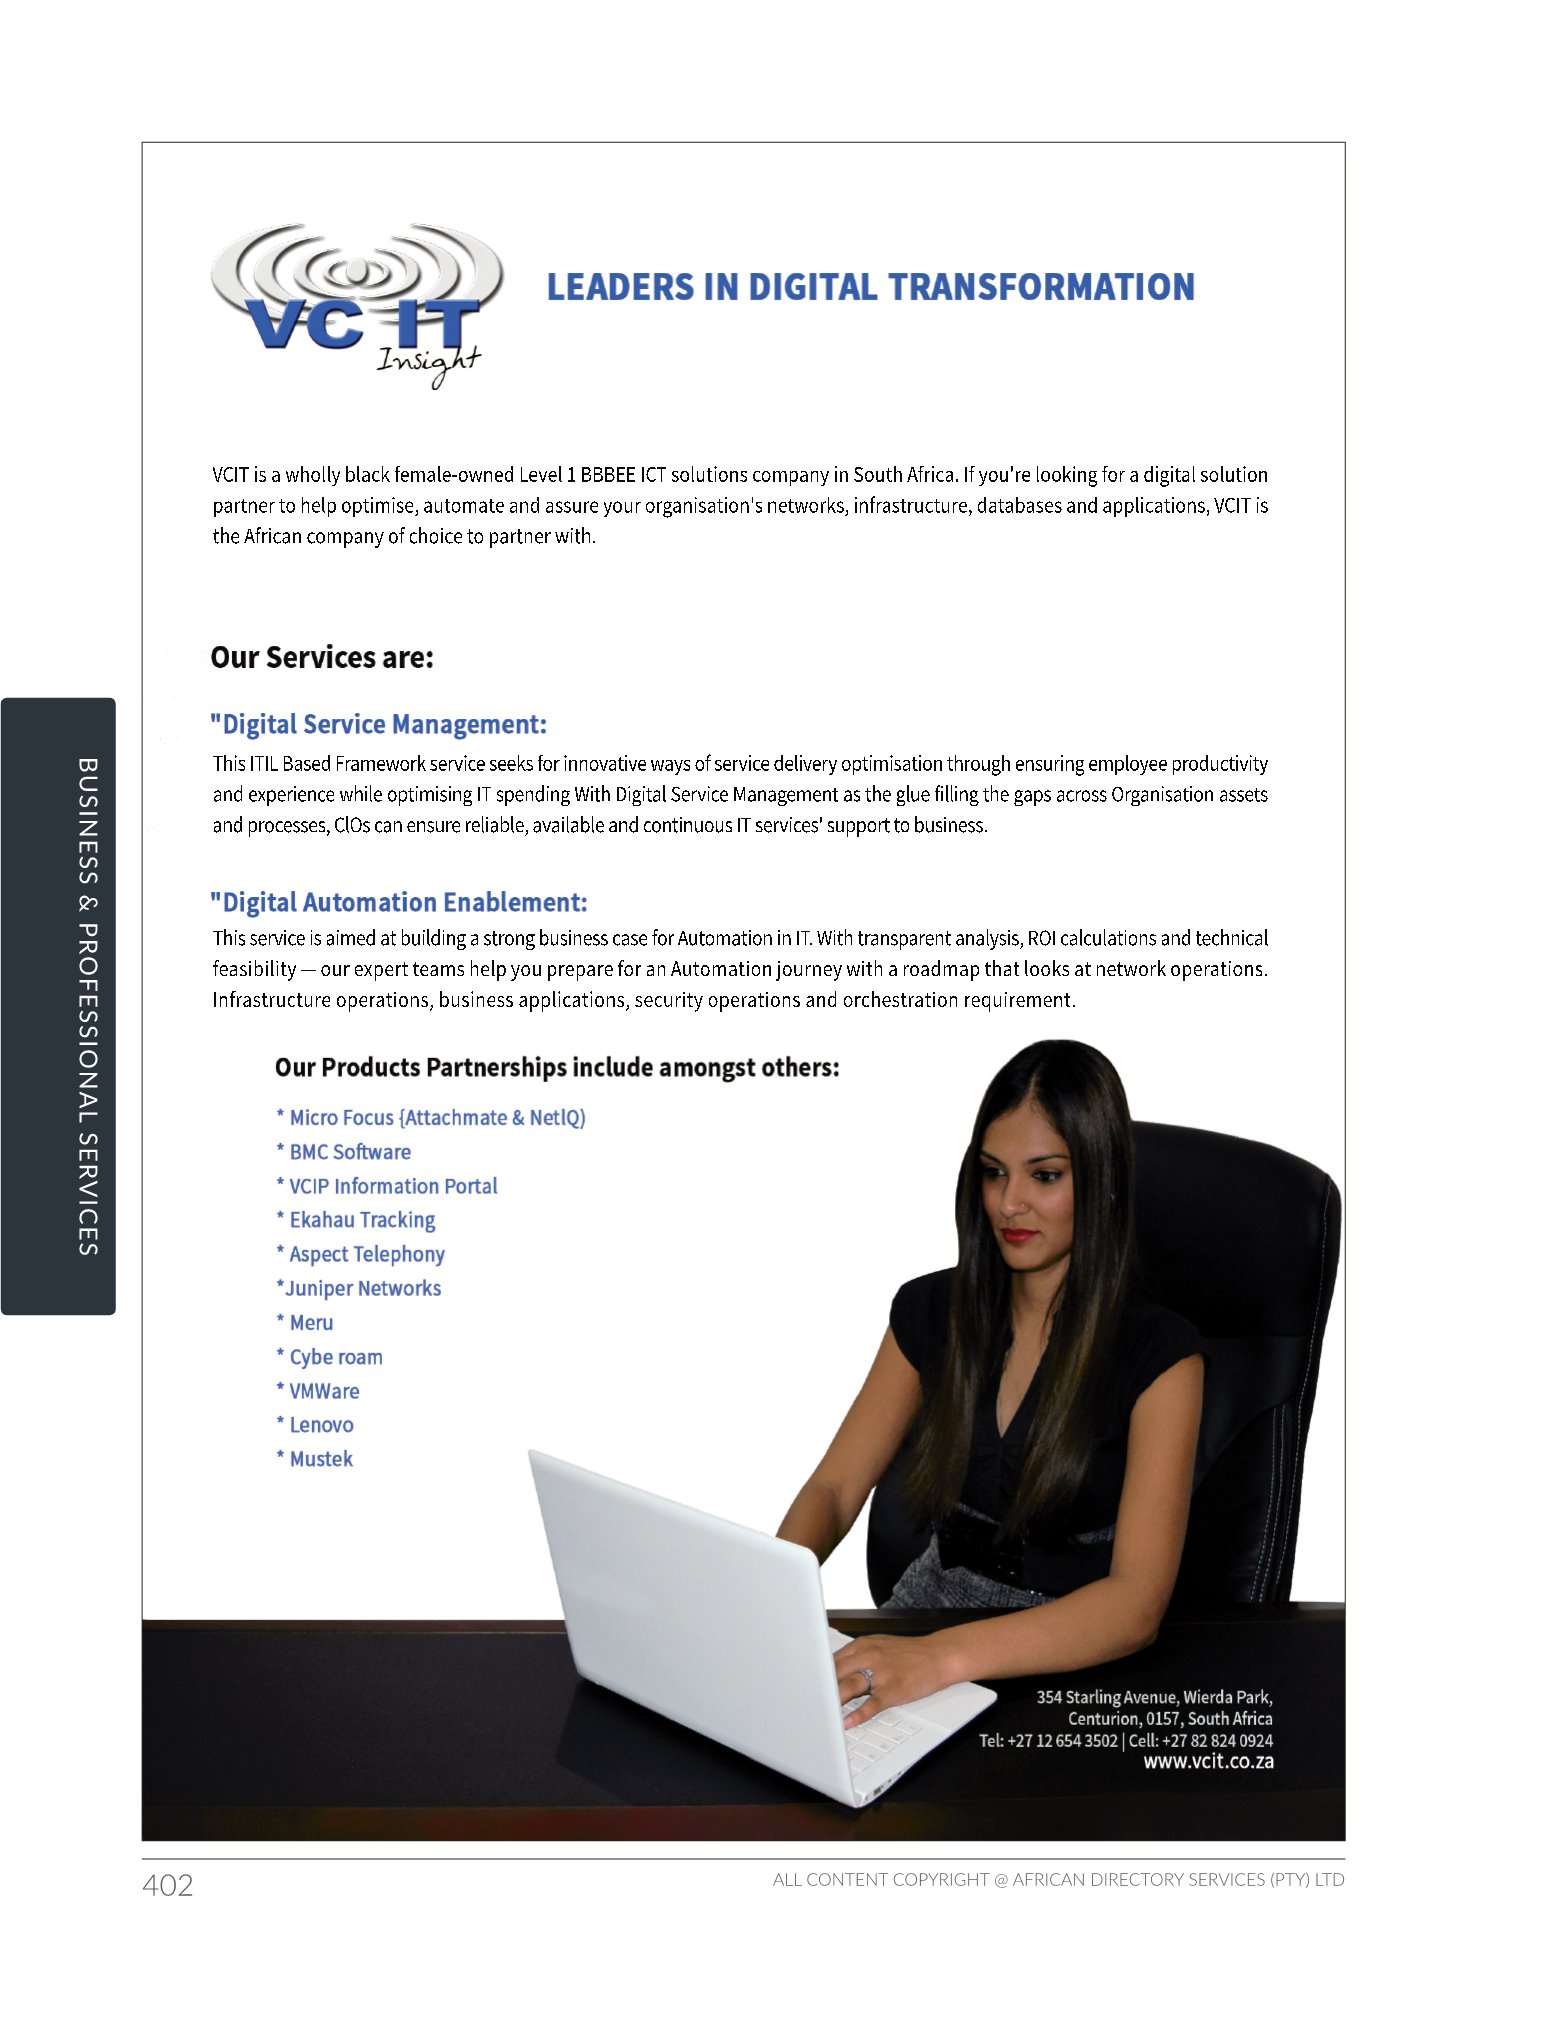 VC IT
Insight
LEADERS IN DIGITAL TRANSFORMATION
VCIT is a wholly black female-owned Level 1 BBBEE ICT solutions company in South Africa. If you're looking for a digital solution
partner to help optimise, automate and assure your organisation's networks, infrastructure, databases and applications, VCIT is
the African company of choice to partner with.
Our Services are:
"Digital Service Management:
This ITIL Based Framework service seeks for innovative ways of service delivery optimisation through ensuring employee productivity
and experience while optimising IT spending With Digital Service Management as the glue filling the gaps across Organisation assets
and processes, ClOs can ensure reliable, available and continuous IT services' support to business.
"Digital Automation Enablement:
This service is aimed at building a strong business case for Automation in IT. With transparent analysis, ROI calculations and technical
feasibility — our expert teams help you prepare for an Automation journey with a roadmap that looks at network operations.
Infrastructure operations, business applications, security operations and orchestration requirement.
Our Products Partnerships include amongst others:
* Micro Focus {Attachmate & NetlQ)
* BMC Software
* VCIP Information Portal
* Ekahau Tracking
* Aspect Telephony
*Juniper Networks
* Meru
* Cybe roam
* VMWare
* Lenovo
* Mustek
354 Starling Avenue, Wierda Park,
Centurion, 0157, South Africa
Tel: +27 12 654 3502 | Cell: +27 82 824 0924
www.vcit.co.za
BUSINESS & PROFESSIONAL SERVICES
402
ALL CONTENT COPYRIGHT @ AFRICAN DIRECTORY SERVICES (PTY) LTD